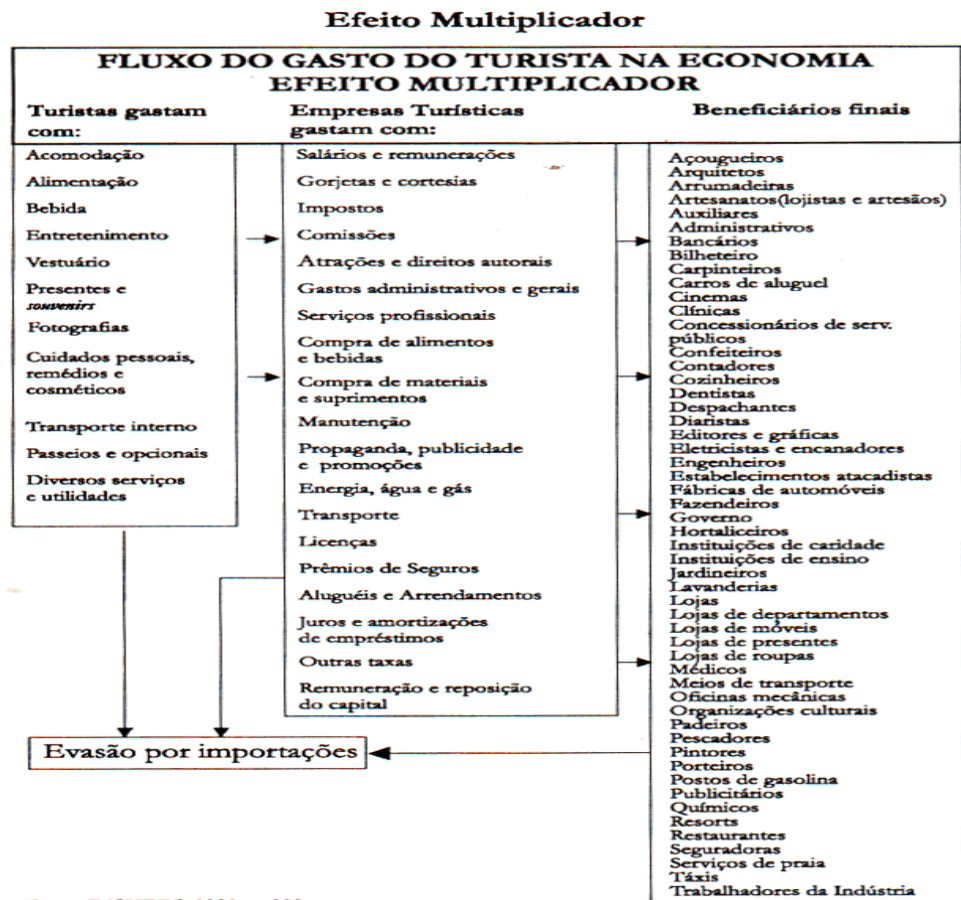 Efeito Multiplicador
FLUXO DO GASTO DO TURISTA NA ECONOMIA
EFEITO MULTIPLICADOR
Turistas gastam
com:
Empresas Turísticas
gastam com:
Beneficiários finais
Acomodação
Alimentação
Bebida
Entretenimento
Vestuário
Presentes e
souvenirs
Fotografias
Cuidados pessoais,
remédios e
cosméticos
Transporte interno
Passeios e opcionais
Diversos serviços
e utilidades
Salários e remunerações
Gorjetas e cortesias
Impostos
Comissões
Atrações e direitos autorais
Gastos administrativos e gerais
Serviços profissionais
Compra de alimentos
e bebidas
Compra de materiais
e suprimentos
Manutenção
Propaganda, publicidade
e promoções
Energia, água e gás
Transporte
Licenças
Prêmios de Seguros
Aluguéis e Arrendamentos
Juros e amortizações
de empréstimos
Outras taxas
Remuneração e reposição
do capital
Açougueiros
Arquitetos
Arrumadeiras
Artesanatos(lojistas e artesãos)
Auxiliares
Administrativos
Bancários
Bilheteiro
Carpinteiros
Carros de aluguel
Cinemas
Clínicas
Concessionários de serv.
públicos
Confeiteiros
Contadores
Cozinheiros
Dentistas
Despachantes
Diaristas
Editores e gráficas
Eletricistas e encanadores
Engenheiros
Estabelecimentos atacadistas
Fábricas de automóveis
Fazendeiros
Governo
Hortaliceiros
Instituições de caridade
Instituições de ensino
Jardineiros
Lavanderias
Lojas
Lojas de departamentos
Lojas de móveis
Lojas de presentes
Lojas de roupas
Médicos
Meios de transporte
Oficinas mecânicas
Organizações culturais
Padeiros
Pescadores
Pintores
Porteiros
Postos de gasolina
Publicitários
Químicos
Resorts
Restaurantes
Seguradoras
Serviços de praia
Táxis
Trabalhadores da Indústria
Evasão por importações